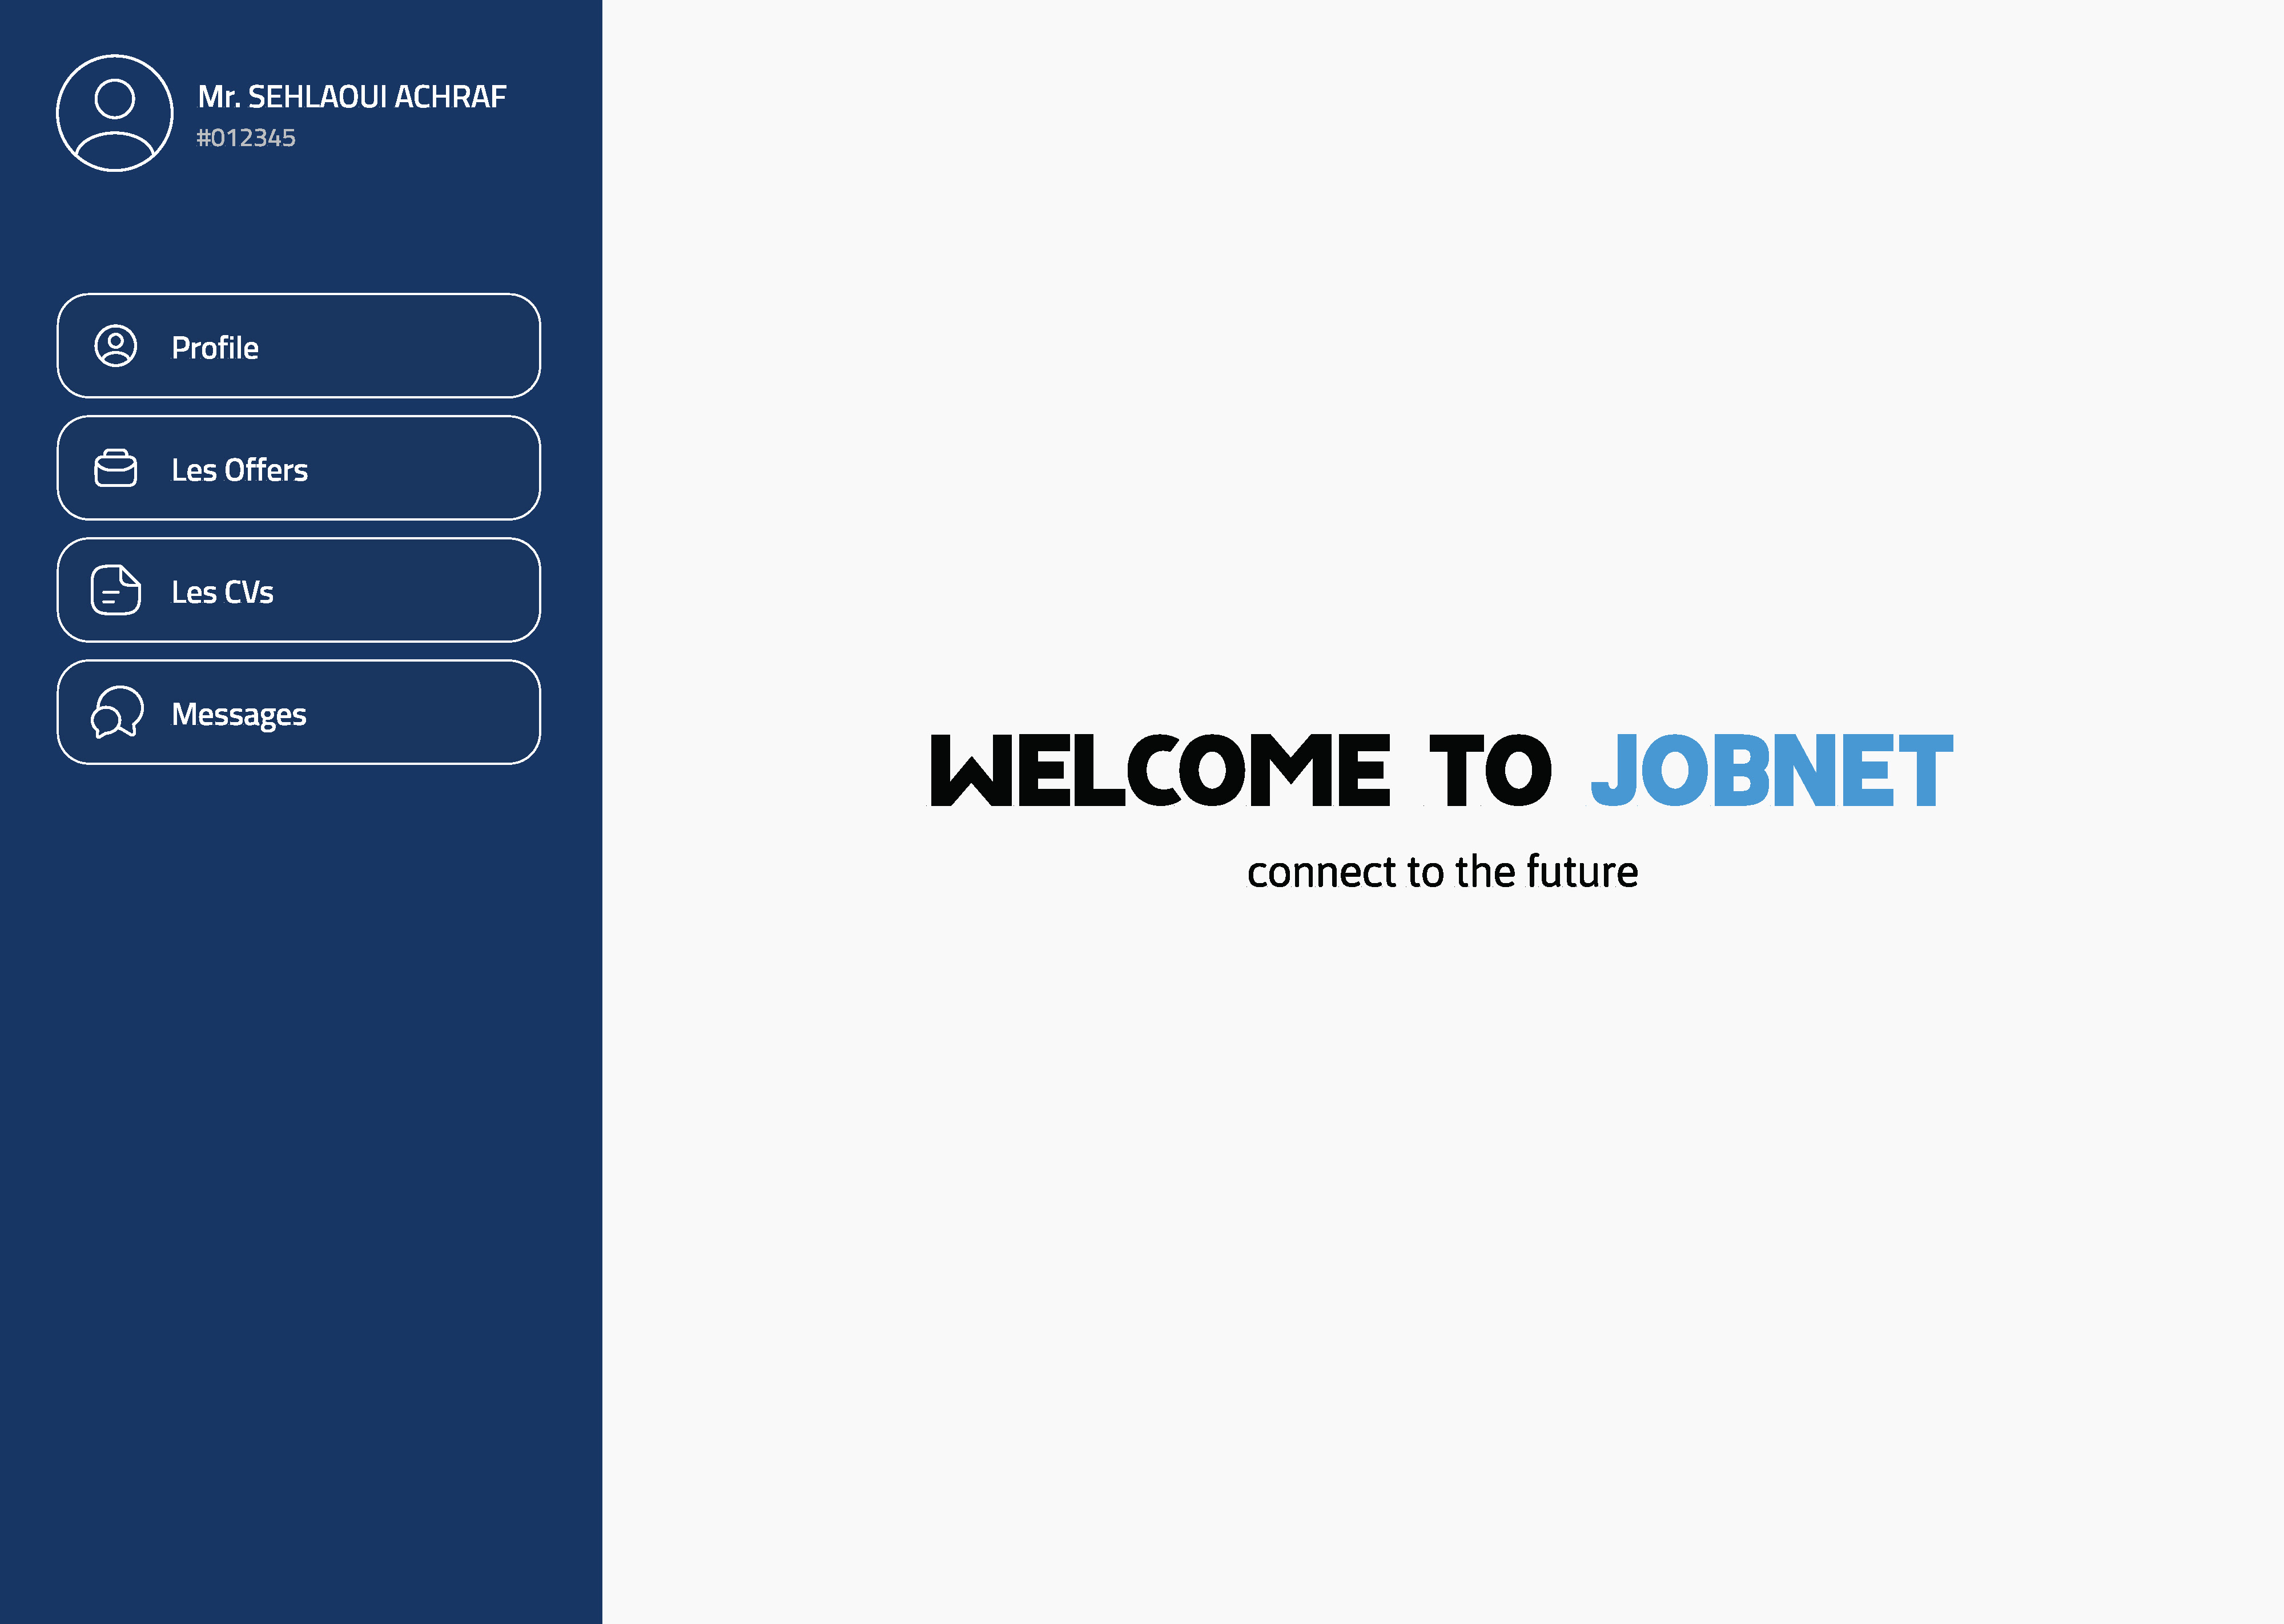 Mr. SEHLAOUI ACHRAF
#012345
Profile
Les Offers
Les CVs
Messages
WELCOME TO JOBNET
connect to the future